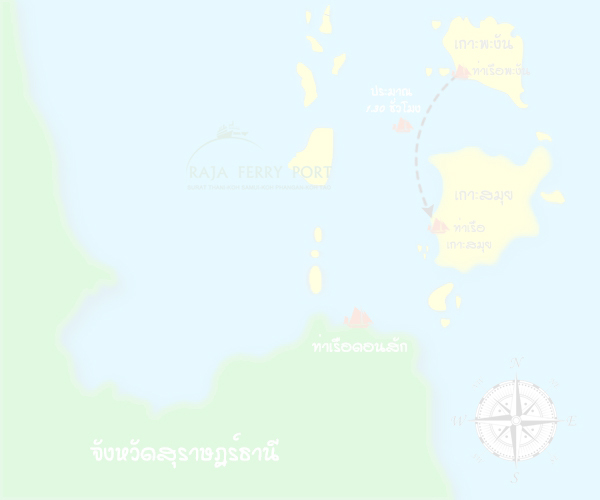 เกาะพะงัน
ท่าเรือพะงัน
ประมาณ
๒.๓๐ ชั่วโมง
RAJA FERRY PORT
เกาะสมุย
ท่าเรือ
เกาะสมุย
ท่าเรือดอนสัก
จังหวัดสุราษฎร์ธานี
N
E
S